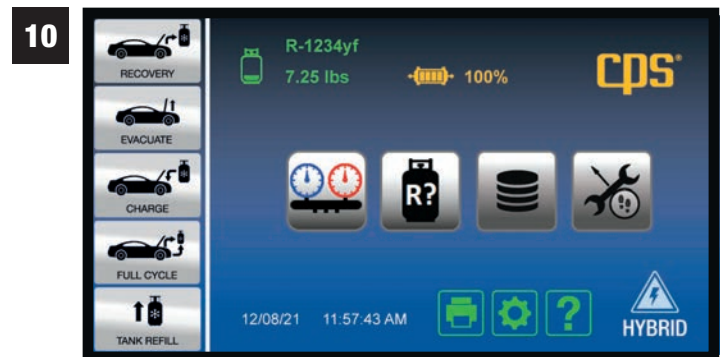 10
RECOVERY
EVACUATE
CHARGE
FULL CYCLE
TANK REFILL
R-1234yf
7.25 lbs
100%
CPS®
R?
12/08/21 11:57:43 AM
?
HYBRID